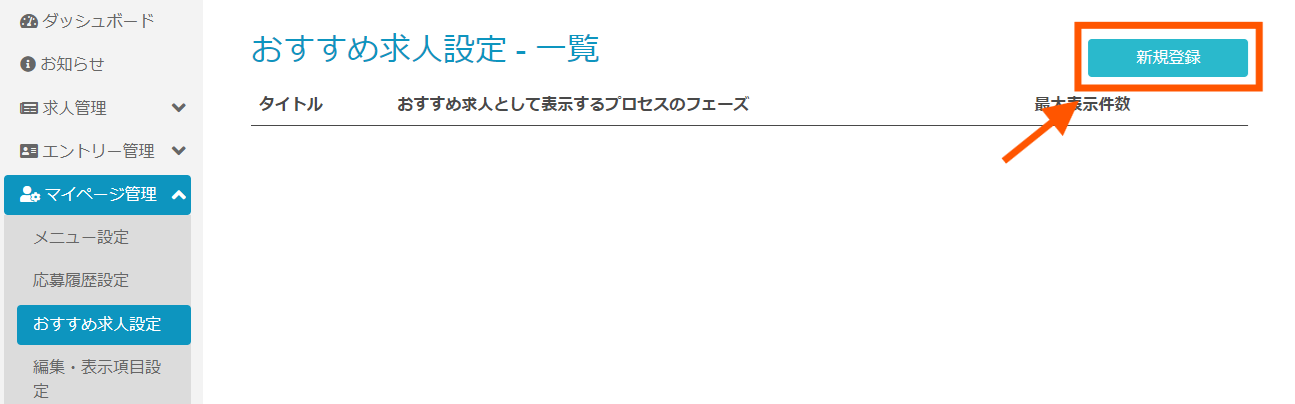 ダッシュボード
お知らせ
求人管理
エントリー管理
マイページ管理
メニュー設定
応募履歴設定
おすすめ求人設定
編集・表示項目設
定
おすすめ求人設定 - 一覧
新規登録
タイトル おすすめ求人として表示するプロセスのフェーズ 最大表示件数